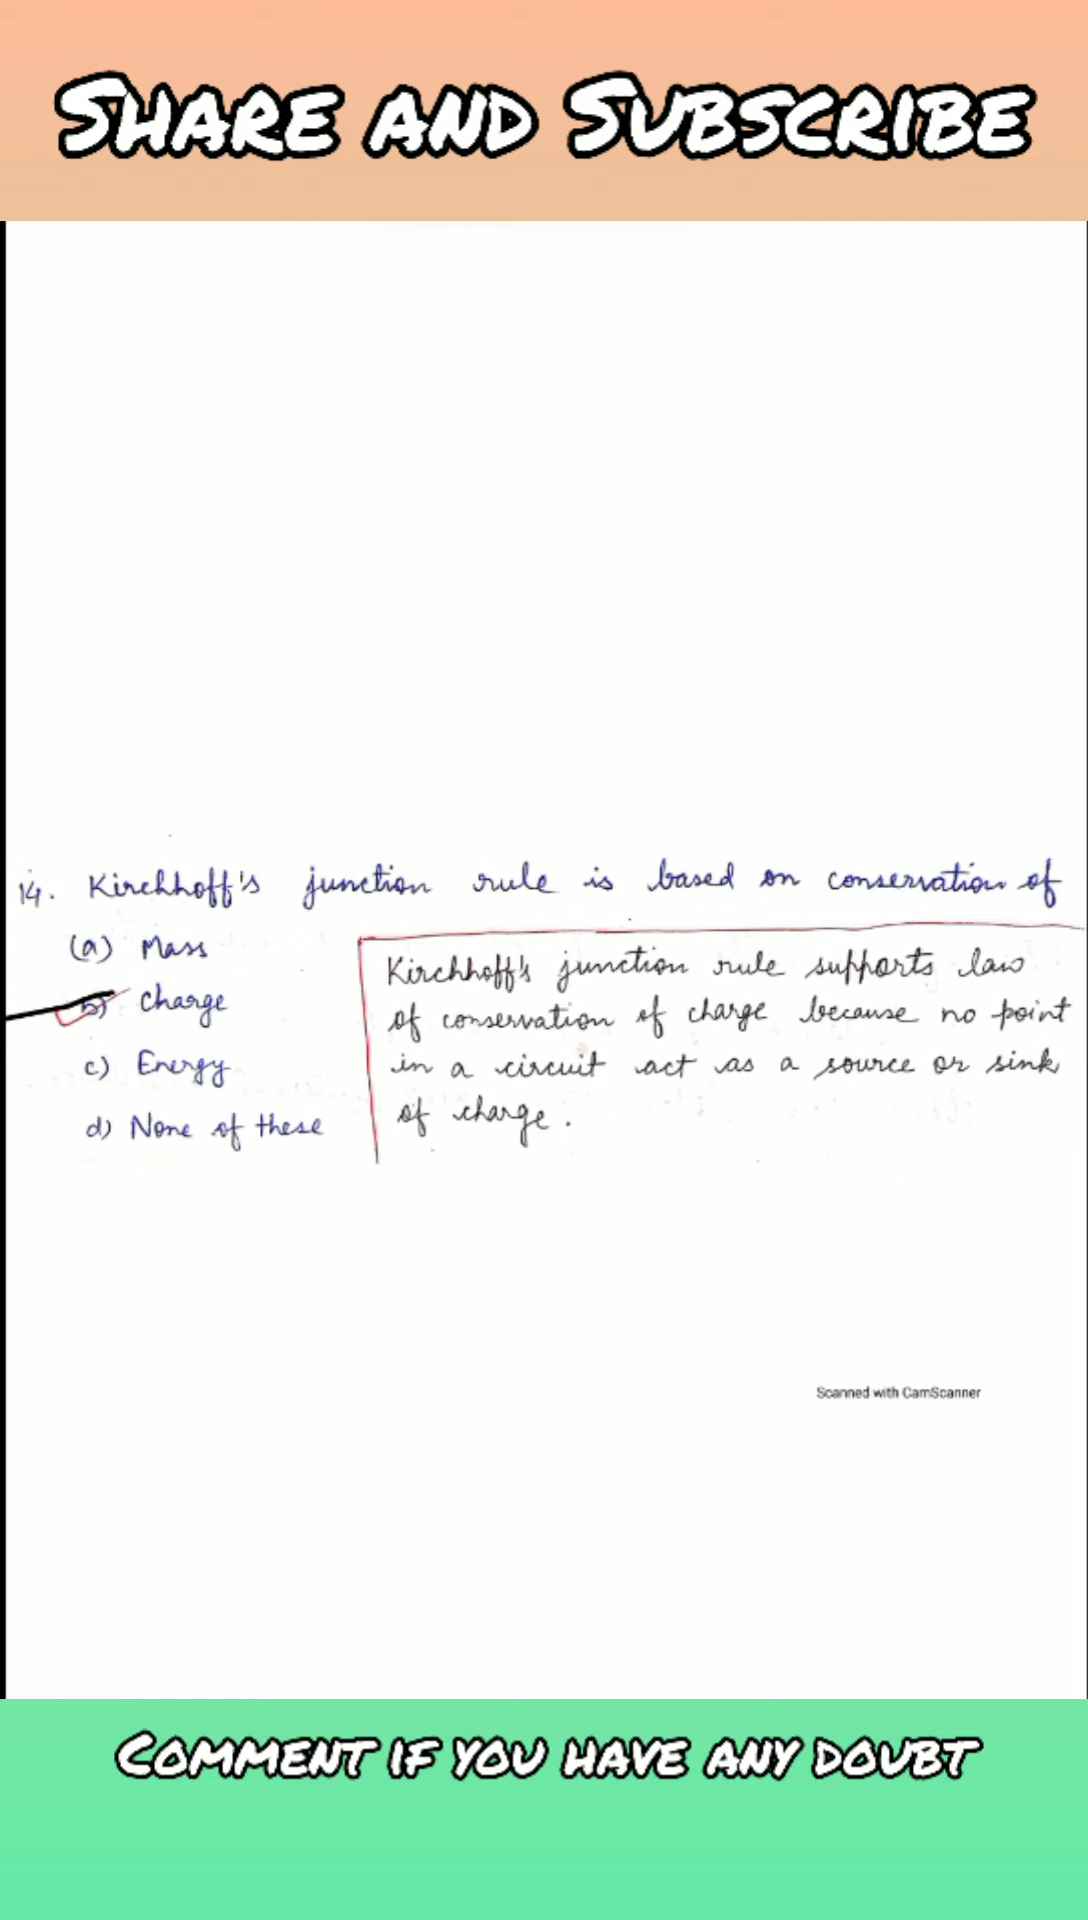 SHARE AND SUBSCRIBE
14. Kirchhoff's junction rule is based on conservation of
(a) Mass
b) Charge
c) Energy
d) None of these
Kirchhoff's junction rule supports law
of conservation of charge because no point
in a circuit act as a source or sink
of charge.
Scanned with CamScanner
COMMENT IF YOU HAVE ANY DOUBT